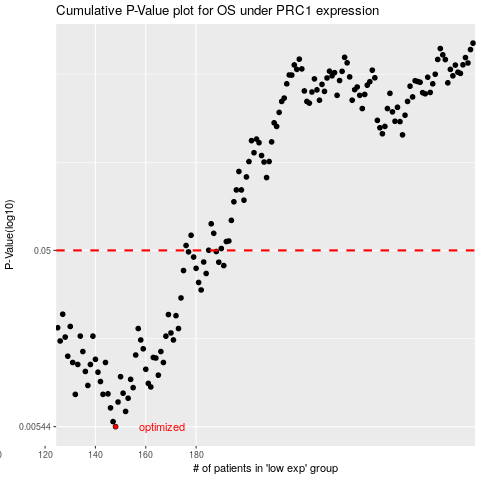 Cumulative P-Value plot for OS under PRC1 expression
P-Value(log10)
0.05
0.00544
optimized
0 120 140 160 180
# of patients in 'low exp' group